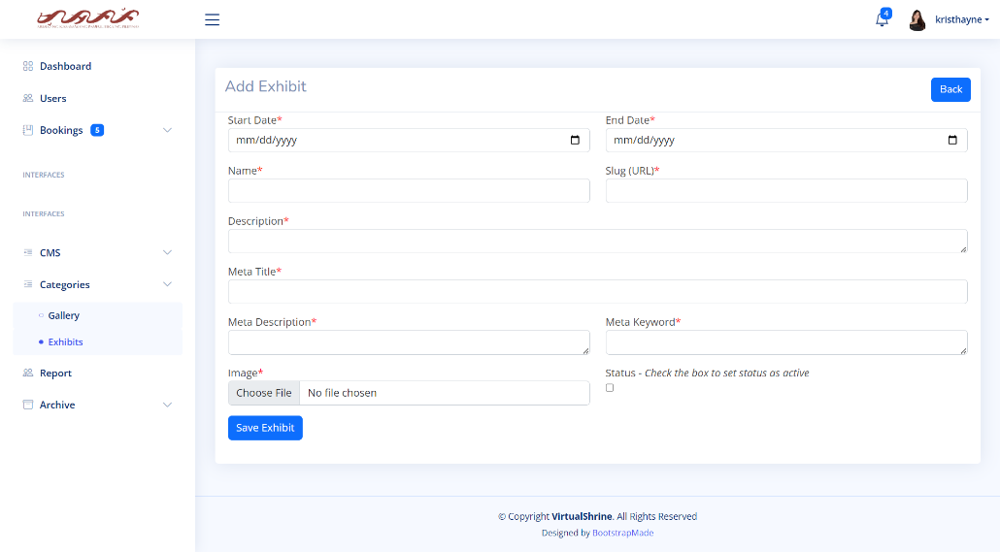 4
kristhayne
Dashboard
Users
Bookings 5
INTERFACES
INTERFACES
CMS
Categories
Gallery
Exhibits
Report
Archive
Add Exhibit
Back
Start Date*
End Date*
mm/dd/yyyy
mm/dd/yyyy
Name*
Slug (URL)*
Description*
Meta Title*
Meta Description*
Meta Keyword*
Image*
Status - Check the box to set status as active
Choose File No file chosen
Save Exhibit
© Copyright VirtualShrine. All Rights Reserved
Designed by BootstrapMade